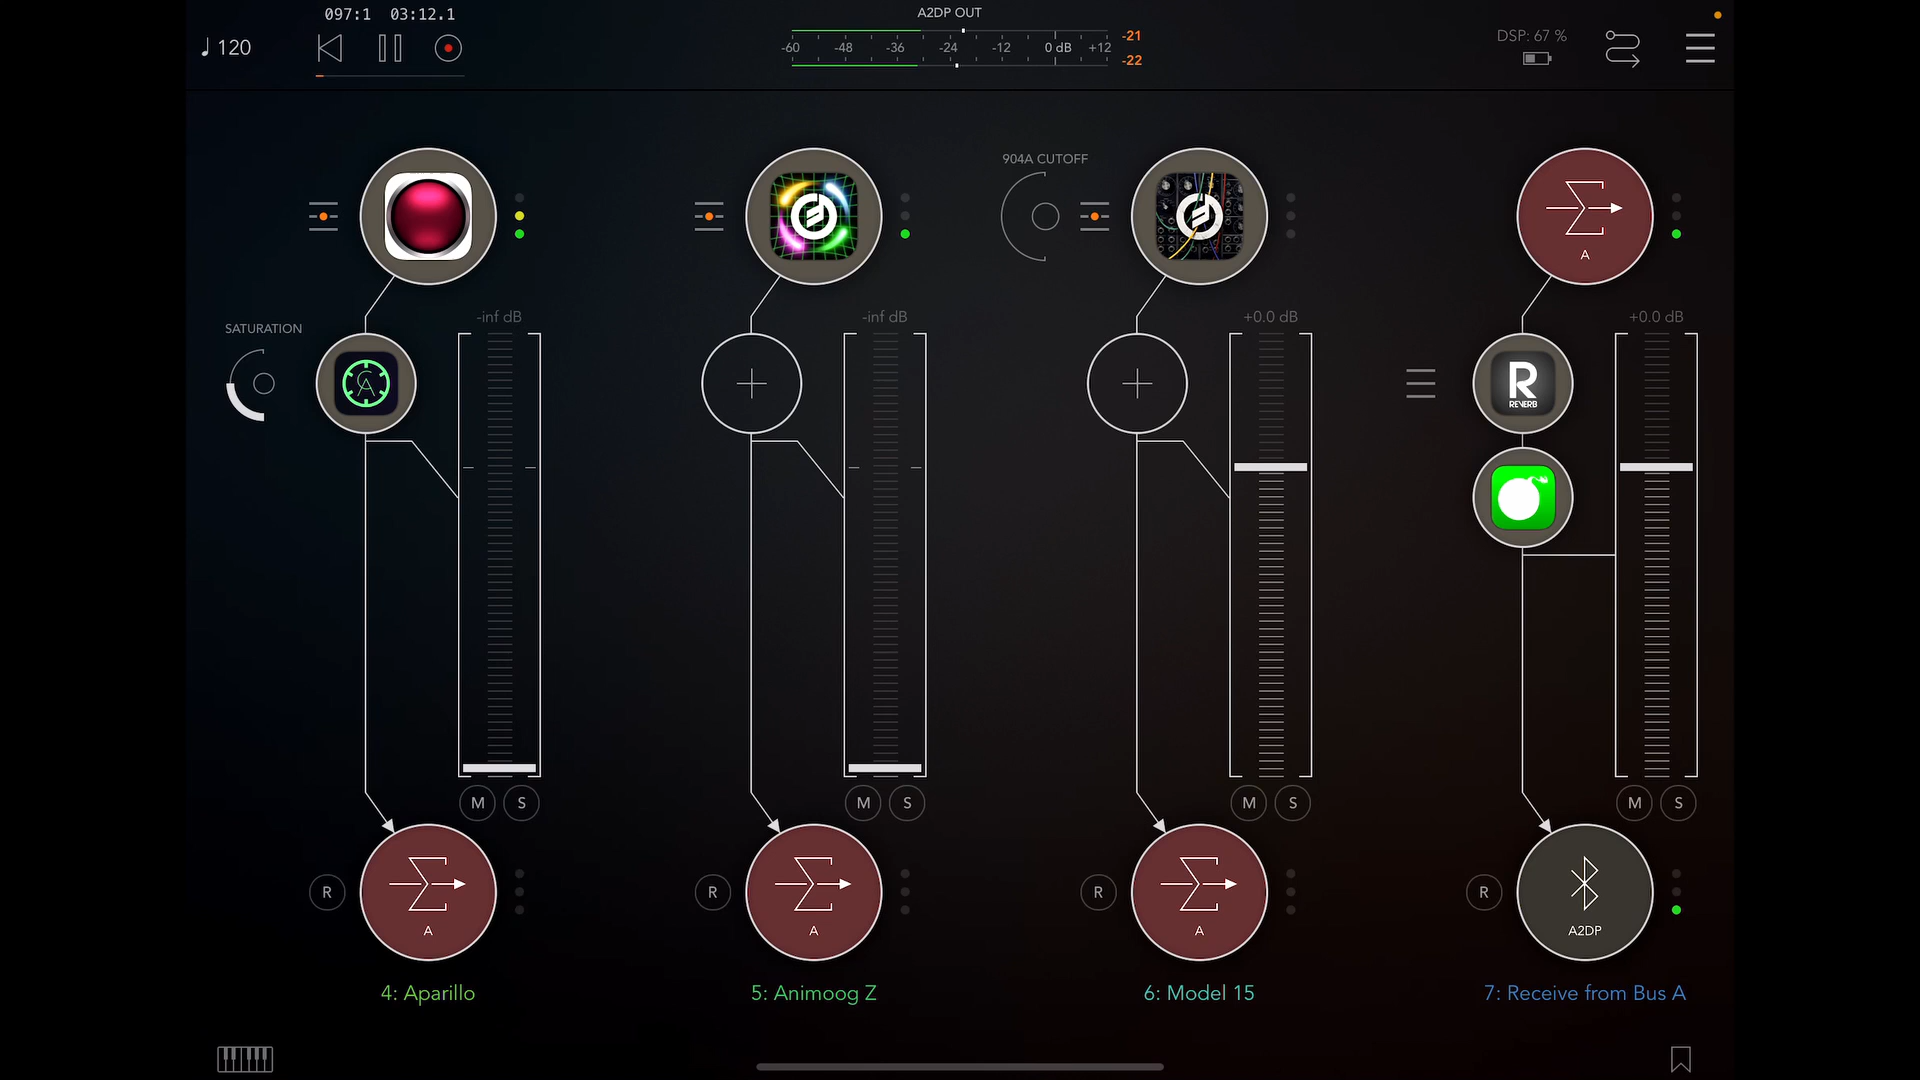 097:1 03:12.1
A2DP OUT
120
-60 -48 -36 -24 -12 0 dB +12
-21
-22
DSP: 67 %
904A CUTOFF
A
SATURATION
-inf dB
-inf dB
+0.0 dB
+0.0 dB
CA
R
REVERB
M S
M S
M S
M S
R
A
R
A
R
A
R
A2DP
4: Aparillo
5: Animoog Z
6: Model 15
7: Receive from Bus A